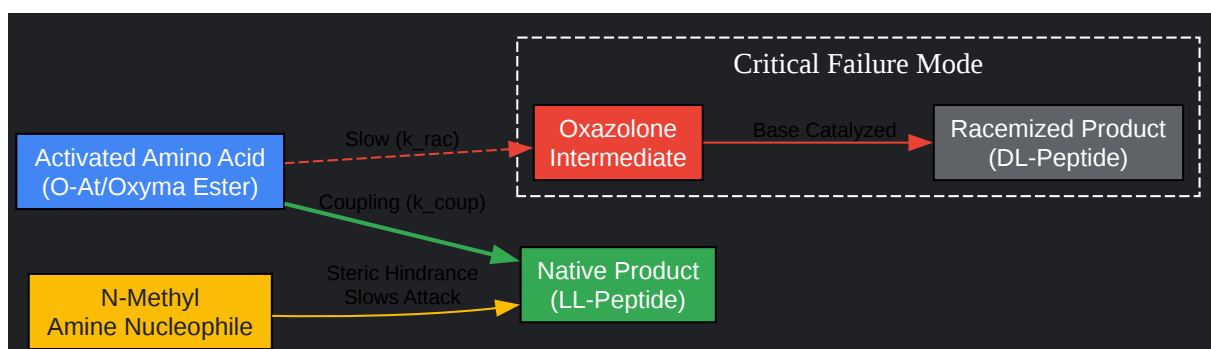 Critical Failure Mode
Activated Amino Acid
(O-At/Oxyma Ester)
Slow (k_rac)
Oxazolone
Intermediate
Base Catalyzed
Racemized Product
(DL-Peptide)
Coupling (k_coup)
N-Methyl
Amine Nucleophile
Steric Hindrance
Slows Attack
Native Product
(LL-Peptide)